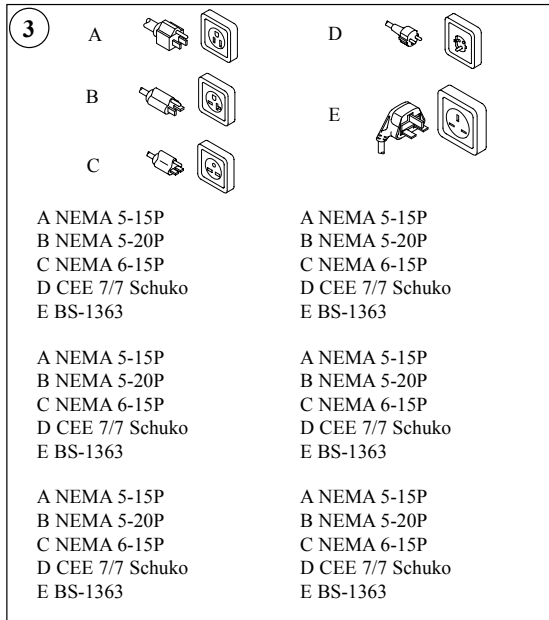 3
A
B
C
D
E
A NEMA 5-15P
B NEMA 5-20P
C NEMA 6-15P
D CEE 7/7 Schuko
E BS-1363
A NEMA 5-15P
B NEMA 5-20P
C NEMA 6-15P
D CEE 7/7 Schuko
E BS-1363
A NEMA 5-15P
B NEMA 5-20P
C NEMA 6-15P
D CEE 7/7 Schuko
E BS-1363
A NEMA 5-15P
B NEMA 5-20P
C NEMA 6-15P
D CEE 7/7 Schuko
E BS-1363
A NEMA 5-15P
B NEMA 5-20P
C NEMA 6-15P
D CEE 7/7 Schuko
E BS-1363
A NEMA 5-15P
B NEMA 5-20P
C NEMA 6-15P
D CEE 7/7 Schuko
E BS-1363